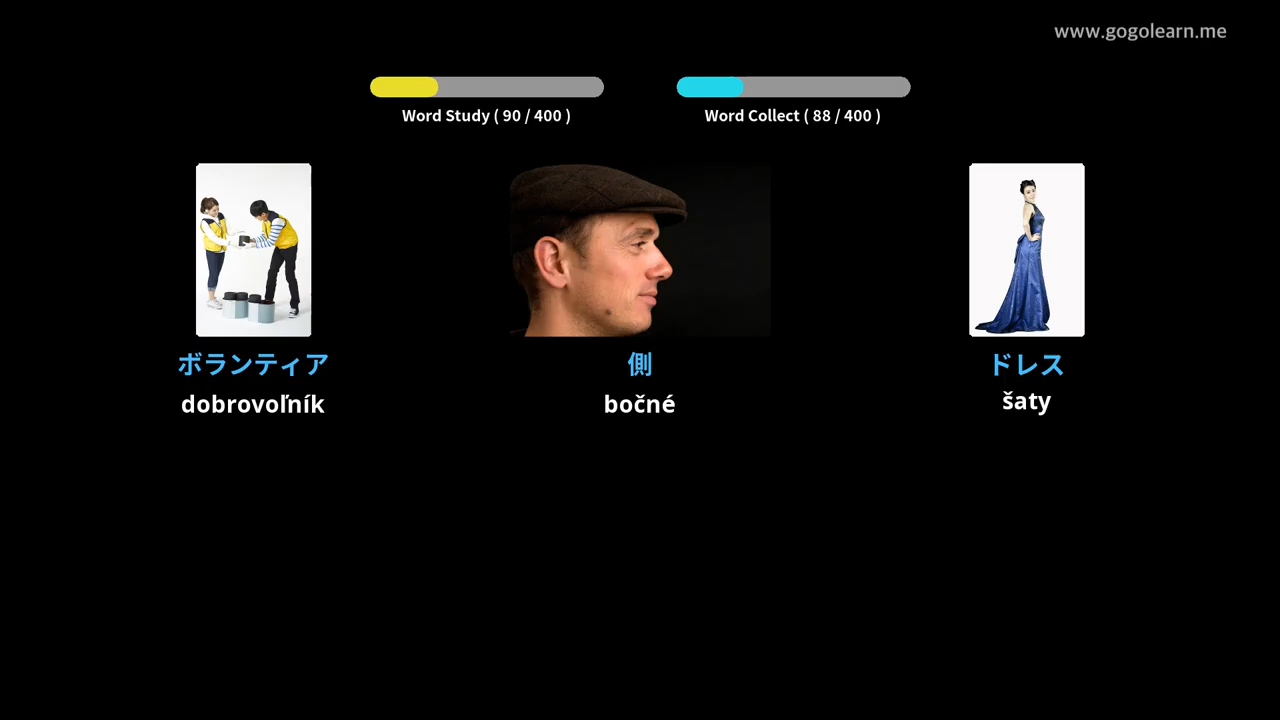 www.gogolearn.me
Word Study ( 90 / 400 )
Word Collect ( 88 / 400 )
ボランティア
側
ドレス
dobrovoľník
bočné
šaty